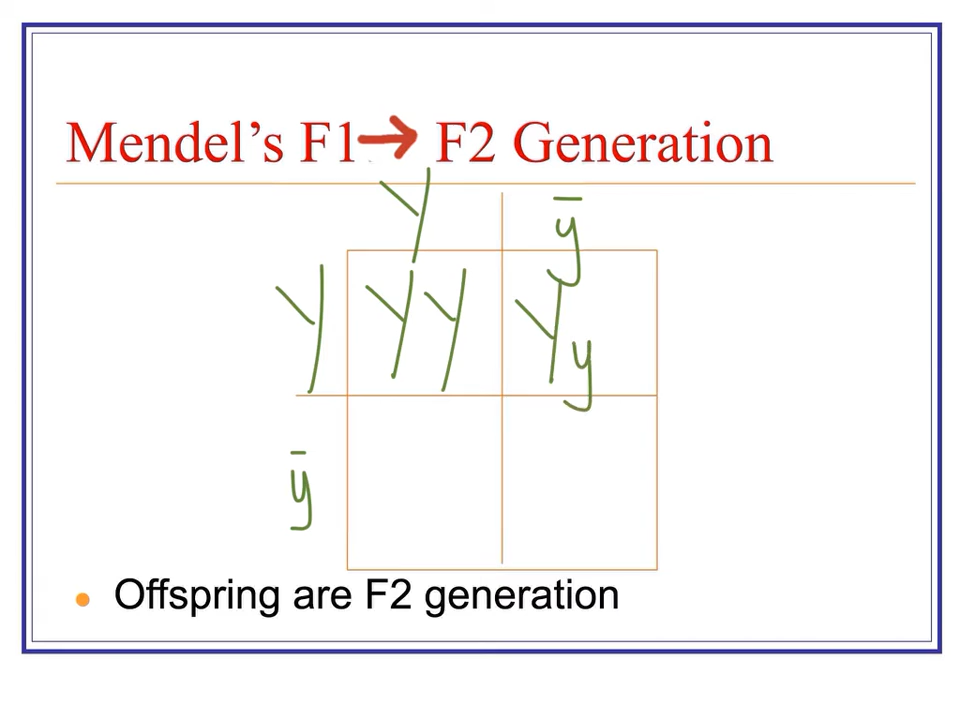 Mendel's F1→ F2 Generation
Y ȳ
Y YY Yy
ȳ
• Offspring are F2 generation